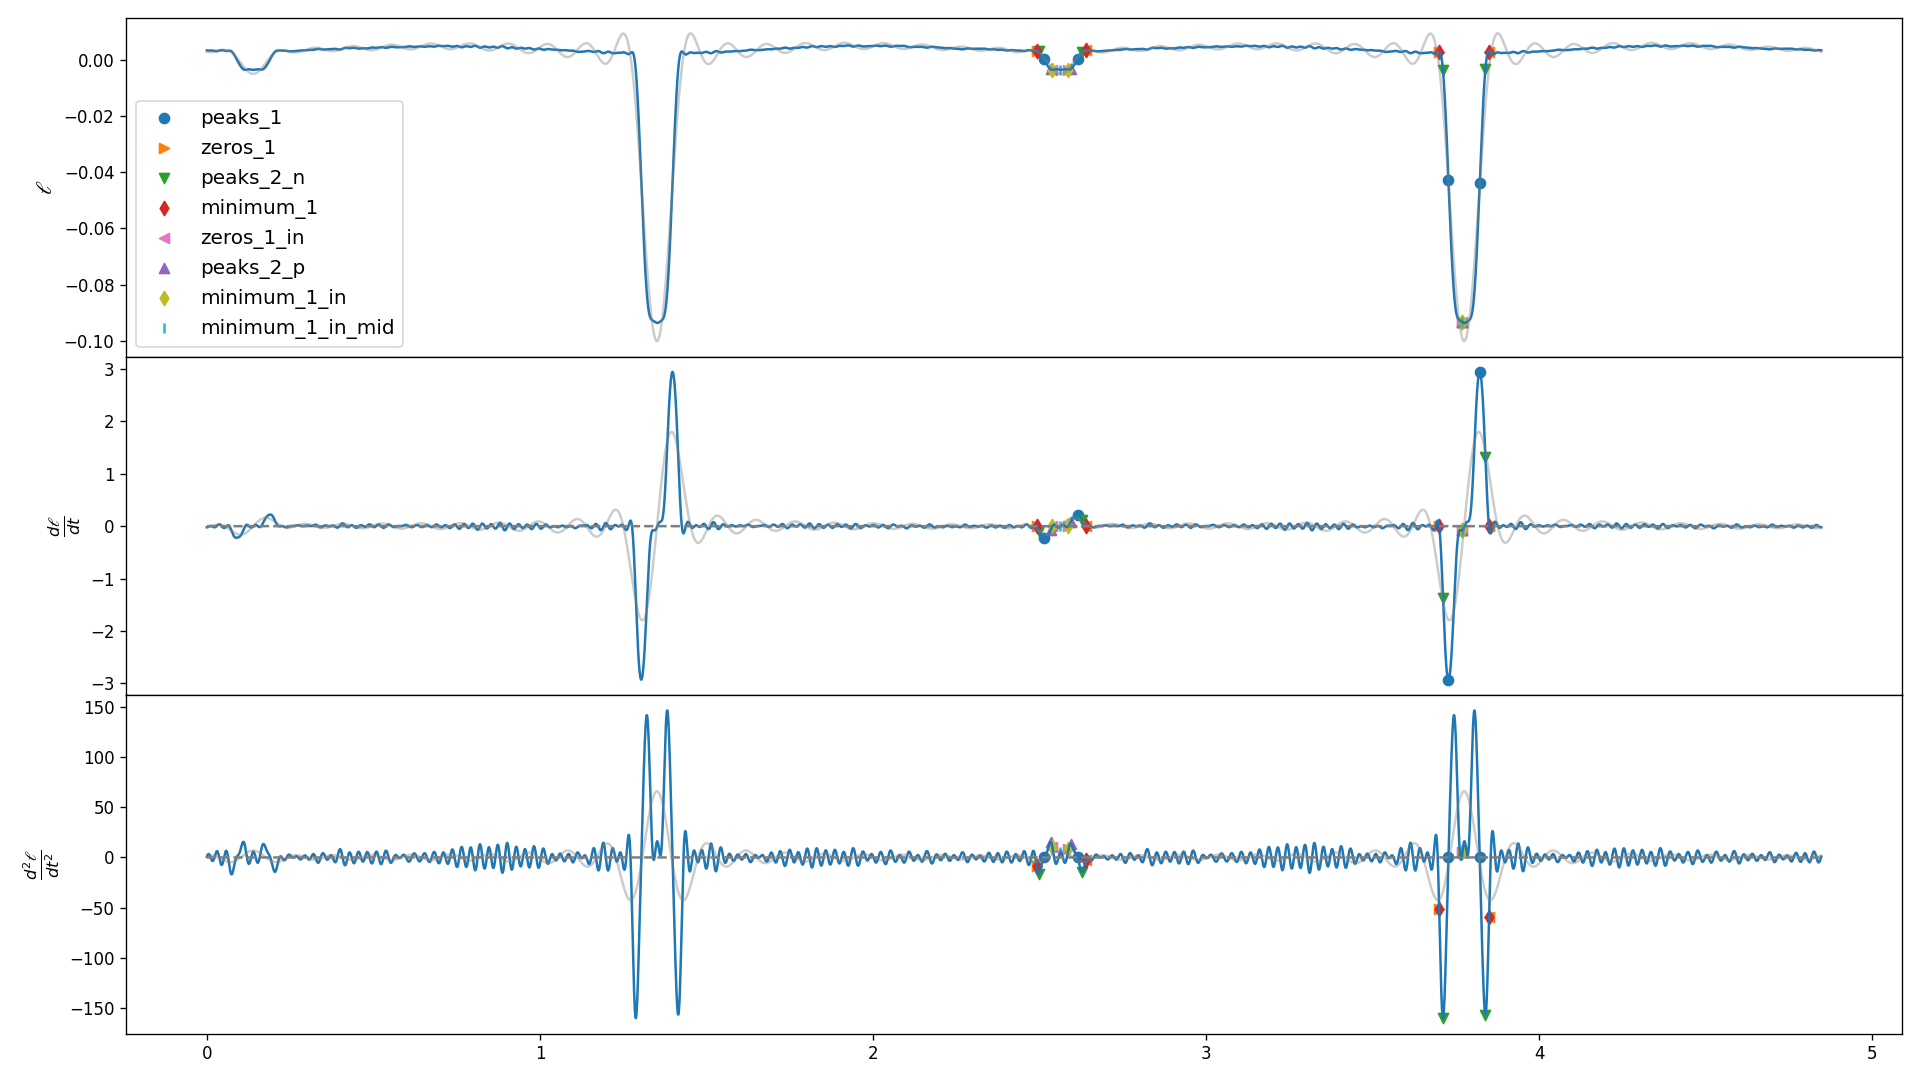 0.00
−0.02
−0.04
−0.06
−0.08
−0.10
ℓ
peaks_1
zeros_1
peaks_2_n
minimum_1
zeros_1_in
peaks_2_p
minimum_1_in
minimum_1_in_mid
3
2
1
0
−1
−2
−3
dℓ/dt
150
100
50
0
−50
−100
−150
d²ℓ/dt²
0 1 2 3 4 5